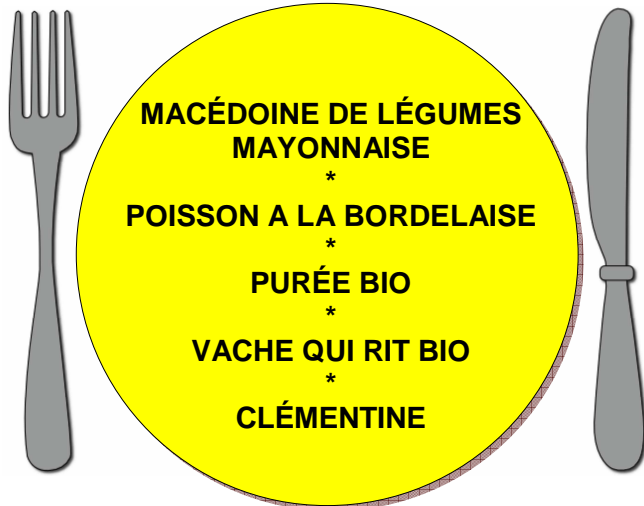 MACÉDOINE DE LÉGUMES
MAYONNAISE
*
POISSON A LA BORDELAISE
*
PURÉE BIO
*
VACHE QUI RIT BIO
*
CLÉMENTINE